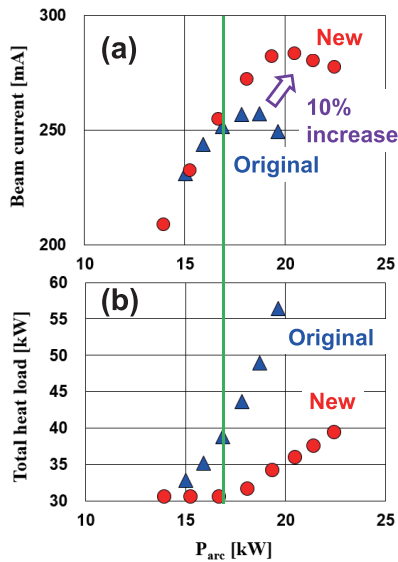 300
(a)
New
Beam current [mA]
250
10%
increase
Original
200
10
15
20
25
60
(b)
55
Original
50
Total heat load [kW]
45
New
40
35
30
10
15
20
25
Parc [kW]